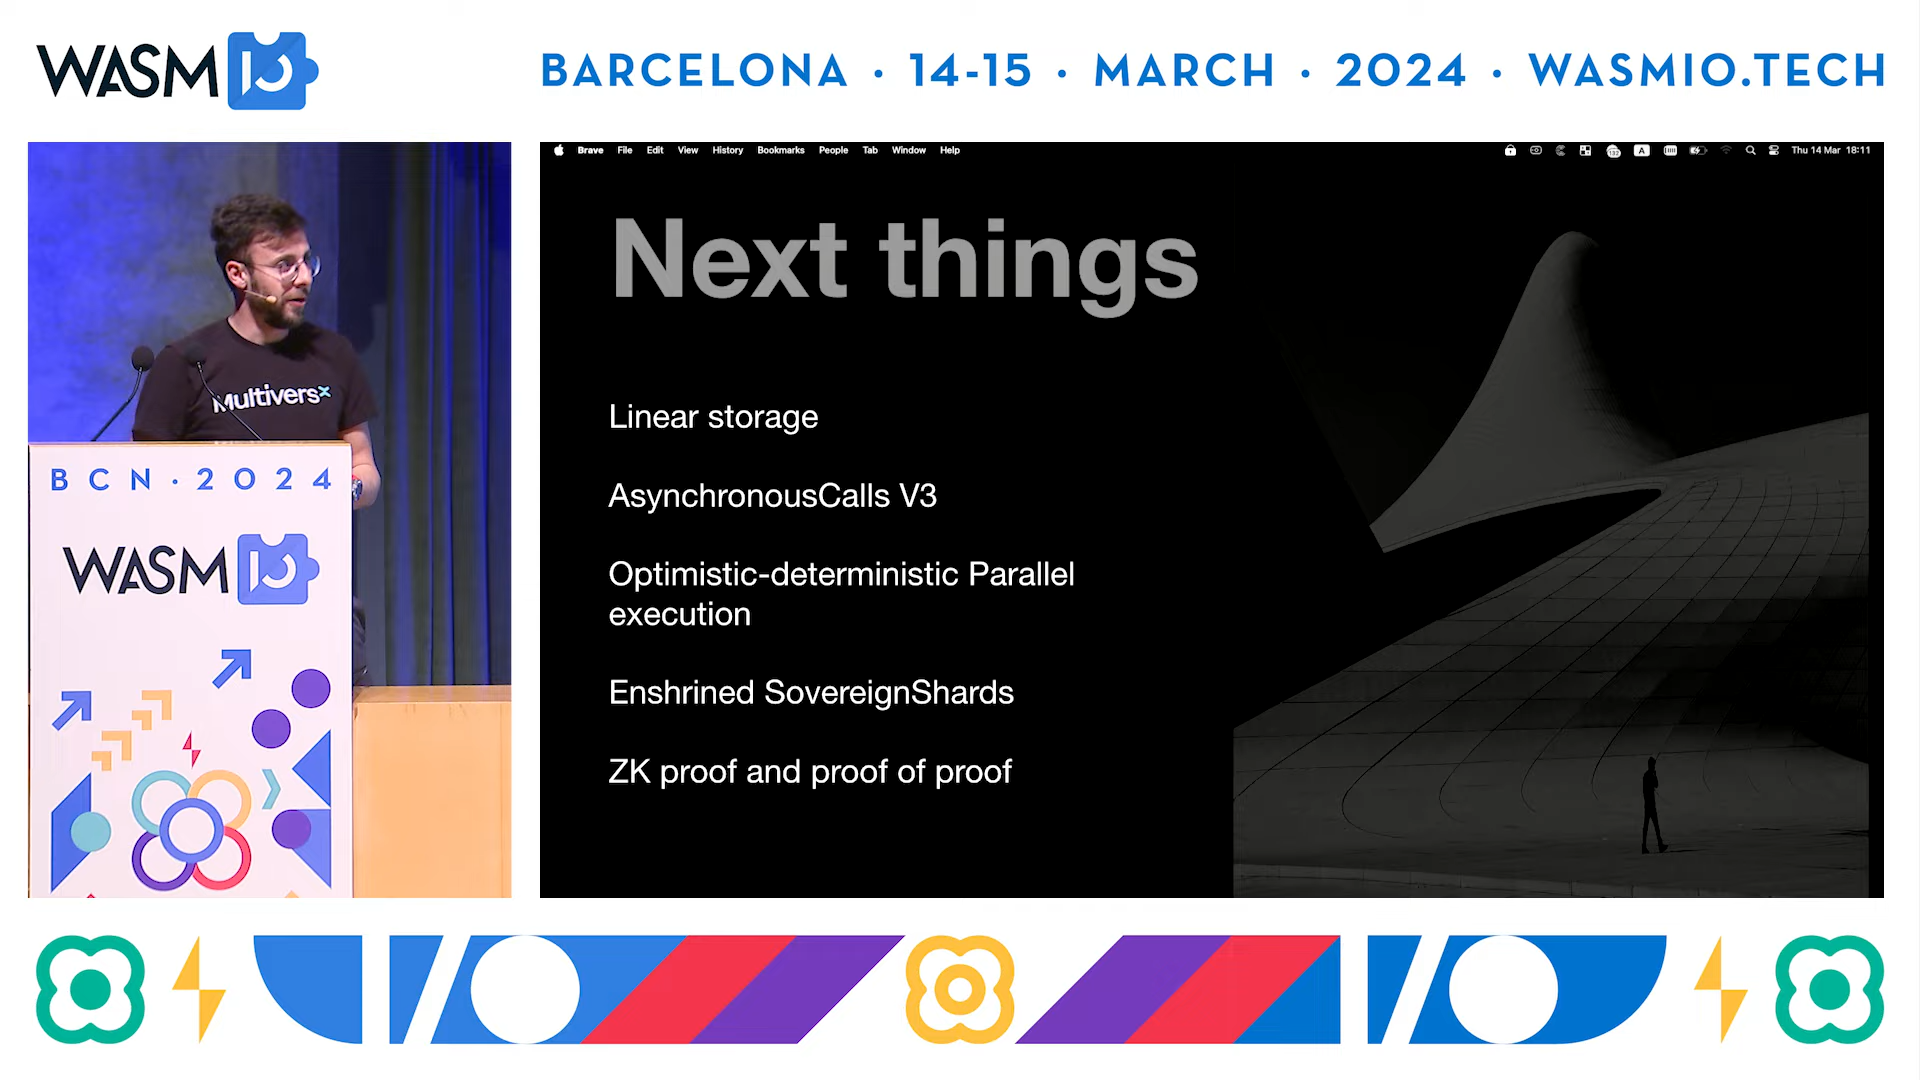 WASM IO
BARCELONA · 14-15 · MARCH · 2024 · WASMIO.TECH
Brave File Edit View History Bookmarks People Tab Window Help
A
Thu 14 Mar 18:11
Next things
Linear storage
AsynchronousCalls V3
Optimistic-deterministic Parallel
execution
Enshrined SovereignShards
ZK proof and proof of proof
Multiversx
BCN·2024
WASM IO